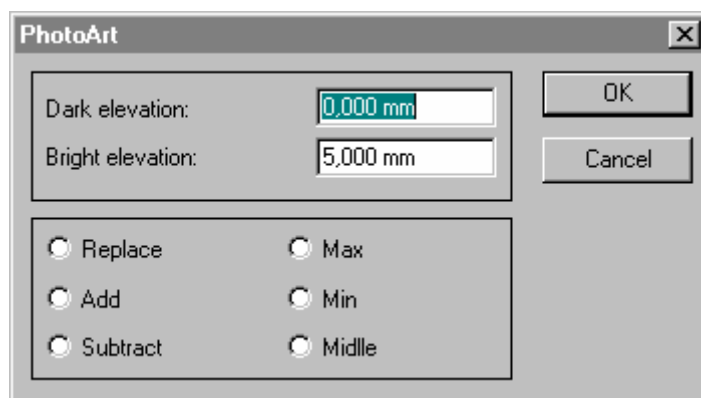 PhotoArt
Dark elevation: 0,000 mm
Bright elevation: 5,000 mm
OK
Cancel
Replace Max
Add Min
Subtract Midlle